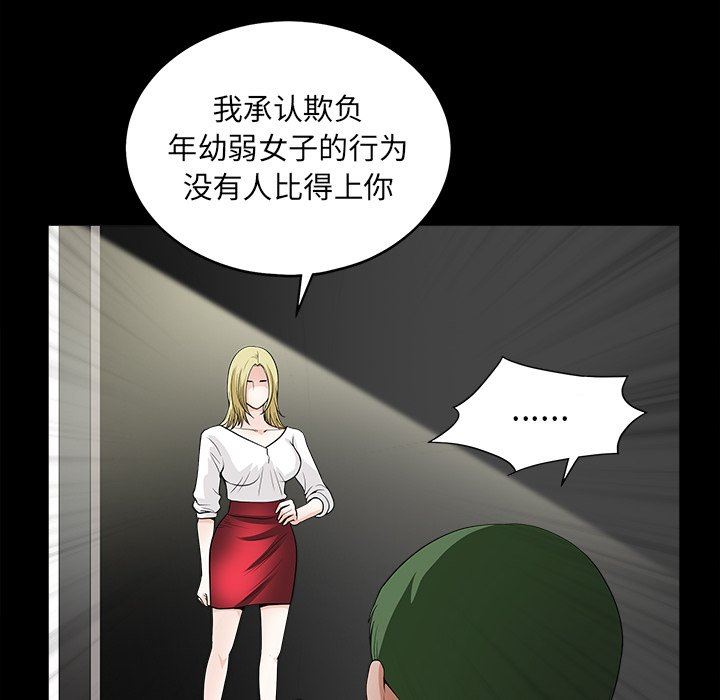 我承认欺负
年幼弱女子的行为
没有人比得上你
……